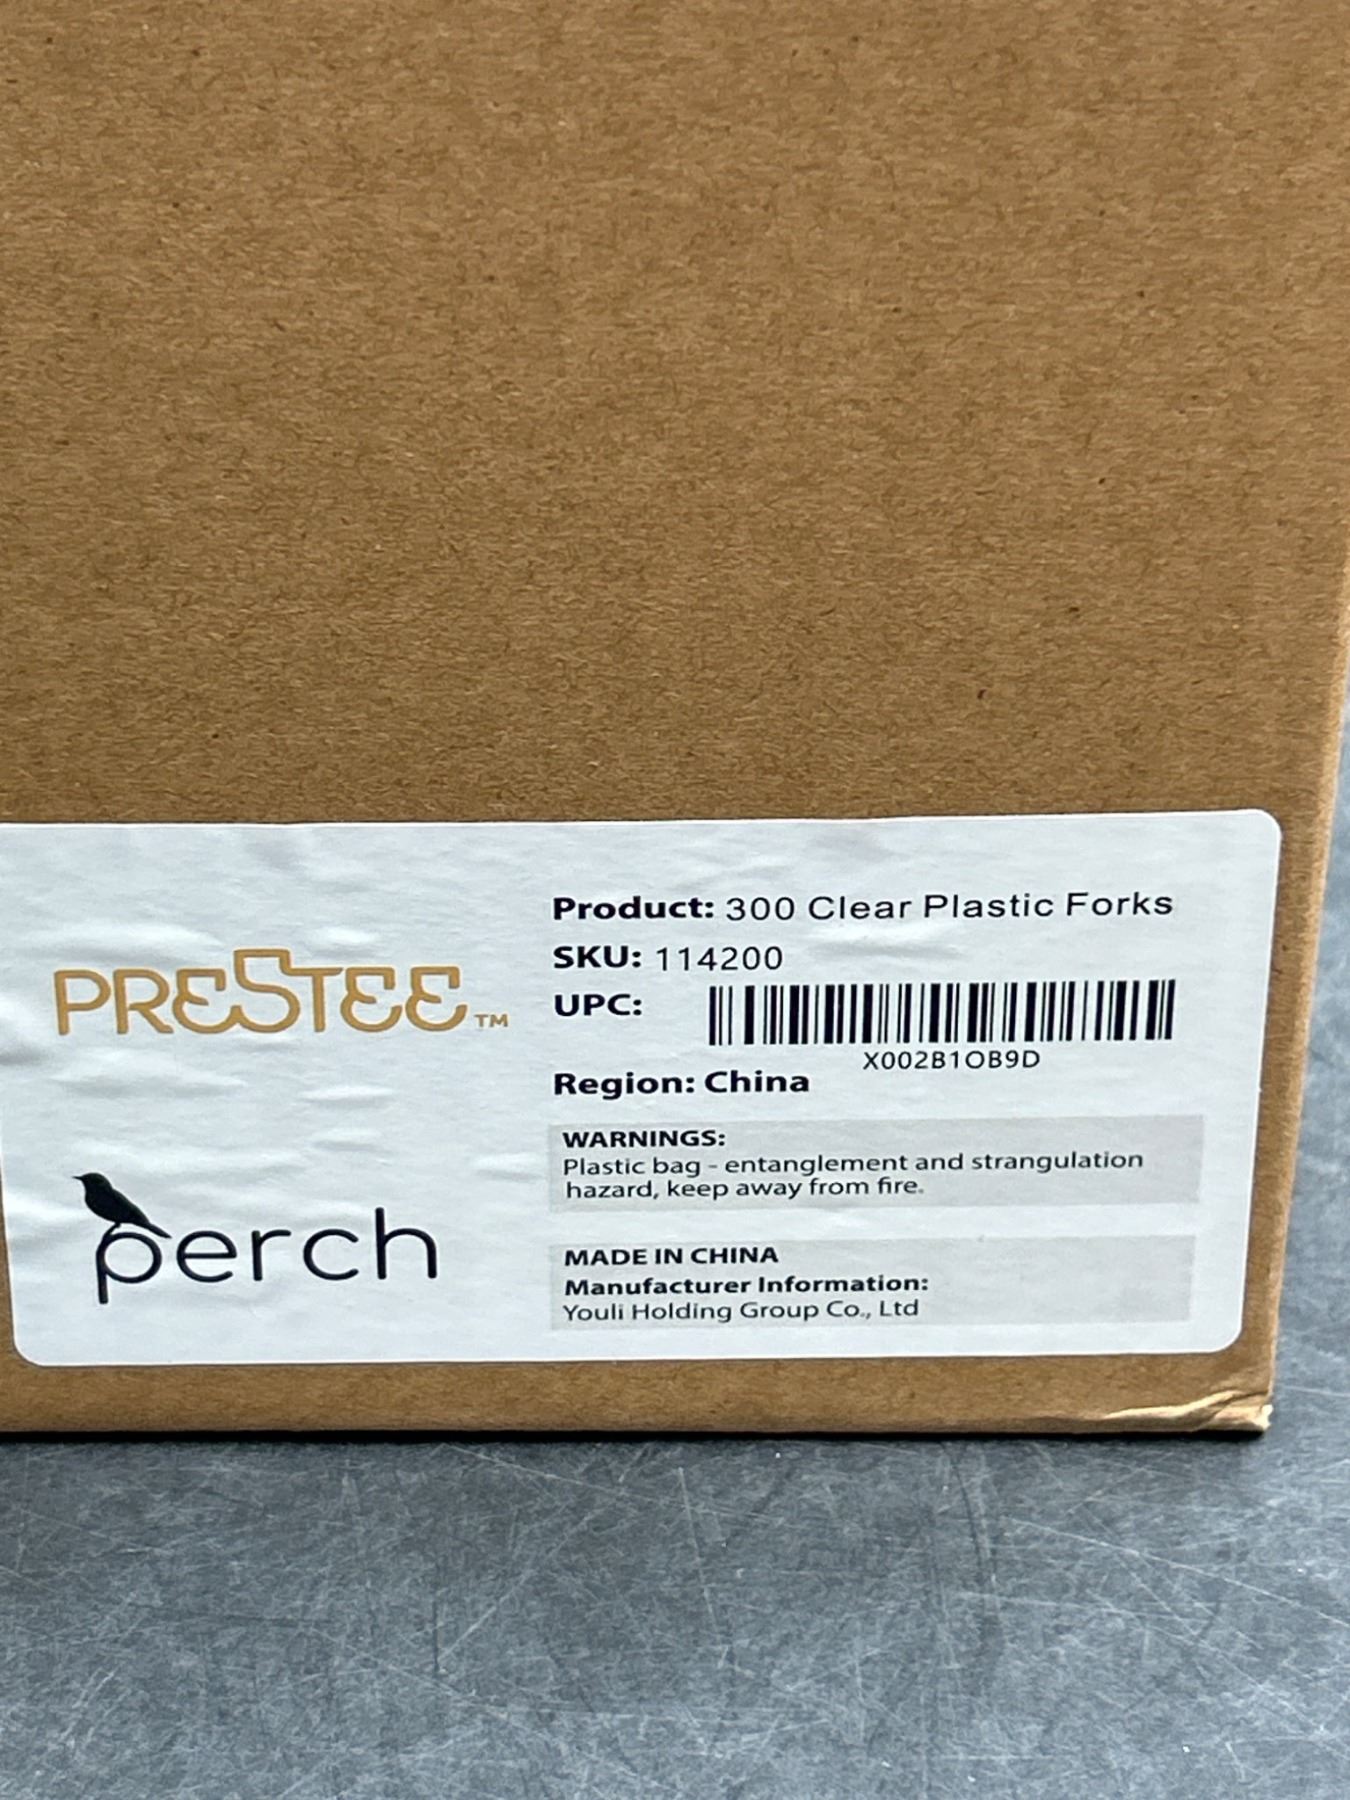 PRESTEE™
perch
Product: 300 Clear Plastic Forks
SKU: 114200
UPC:
X002B1OB9D
Region: China
WARNINGS:
Plastic bag - entanglement and strangulation
hazard, keep away from fire.
MADE IN CHINA
Manufacturer Information:
Youli Holding Group Co., Ltd